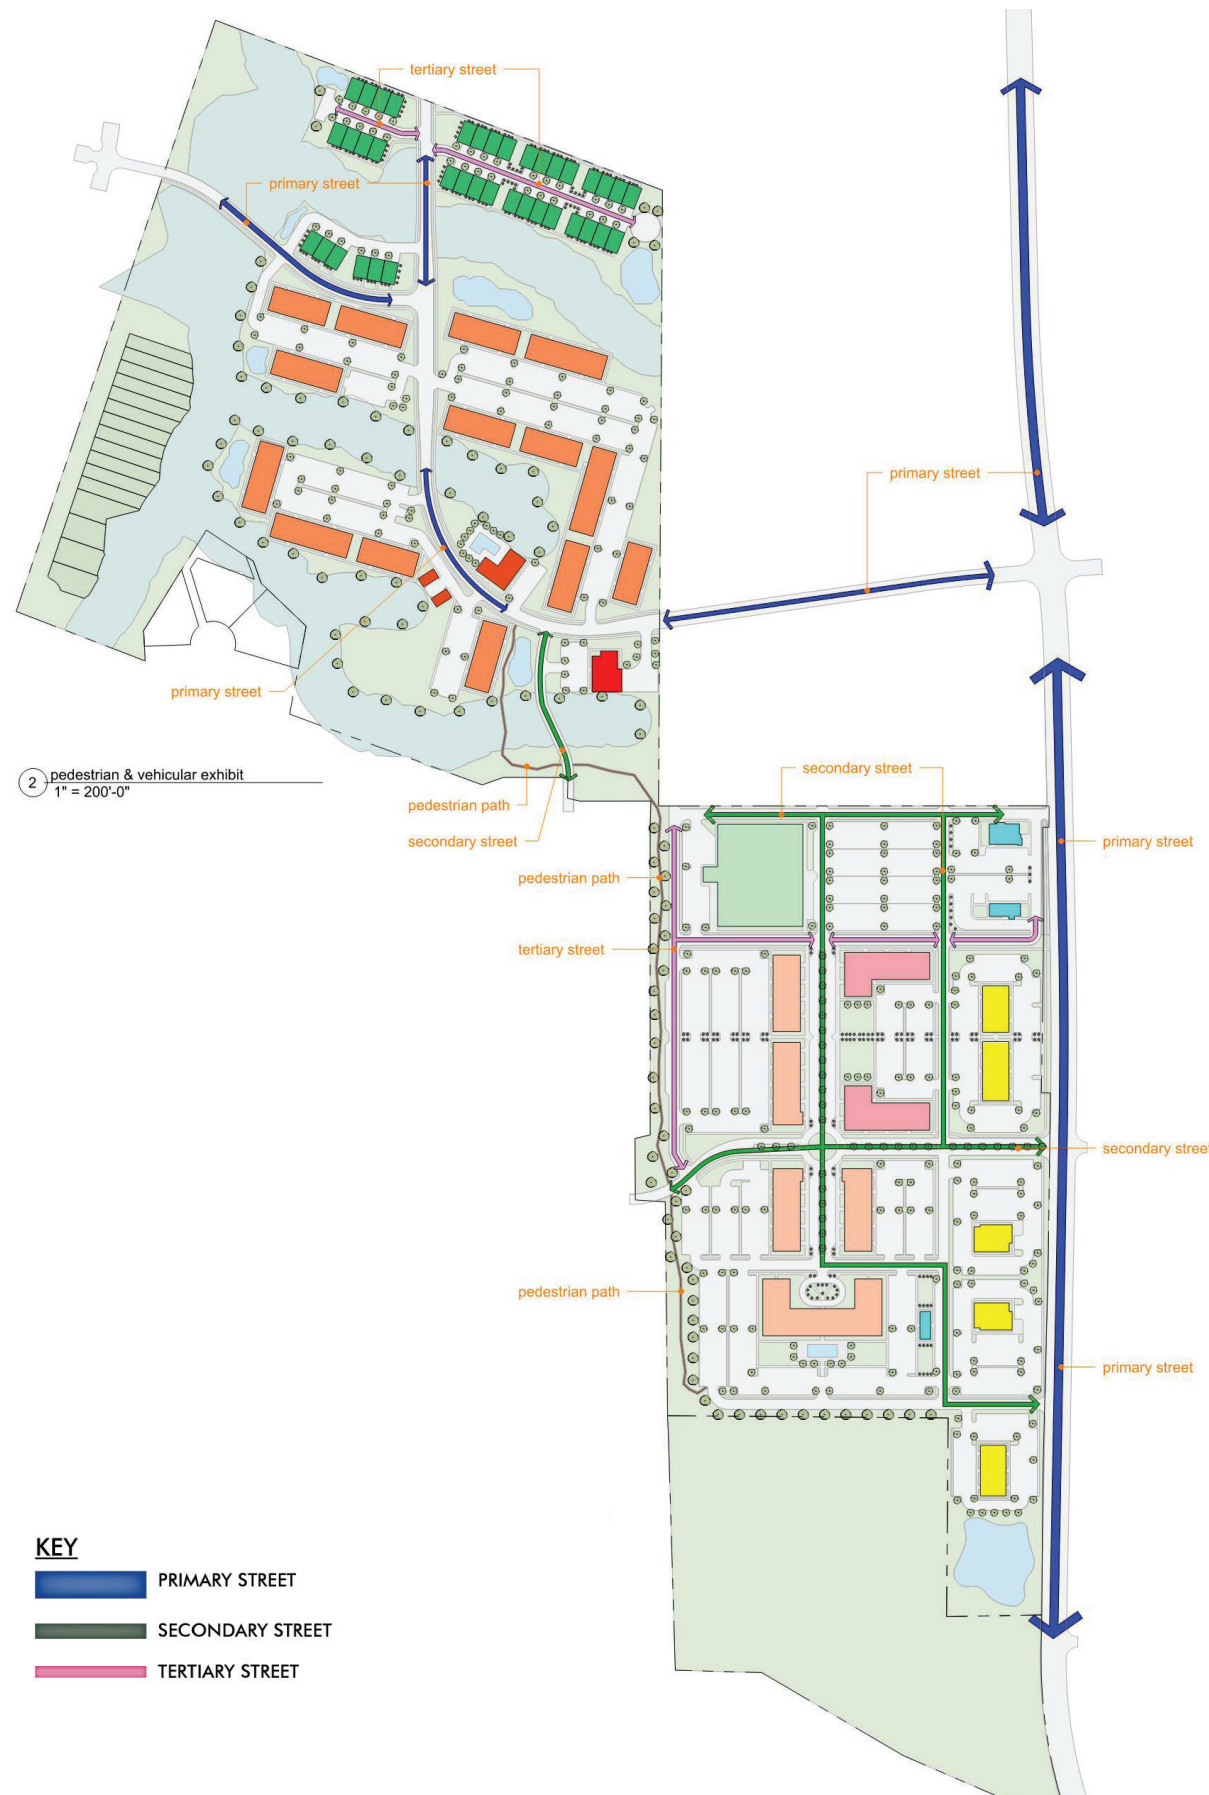 tertiary street
primary street
primary street
primary street
2 pedestrian & vehicular exhibit
1" = 200'-0"
secondary street
pedestrian path
secondary street
primary street
pedestrian path
tertiary street
secondary street
pedestrian path
primary street
KEY
PRIMARY STREET
SECONDARY STREET
TERTIARY STREET